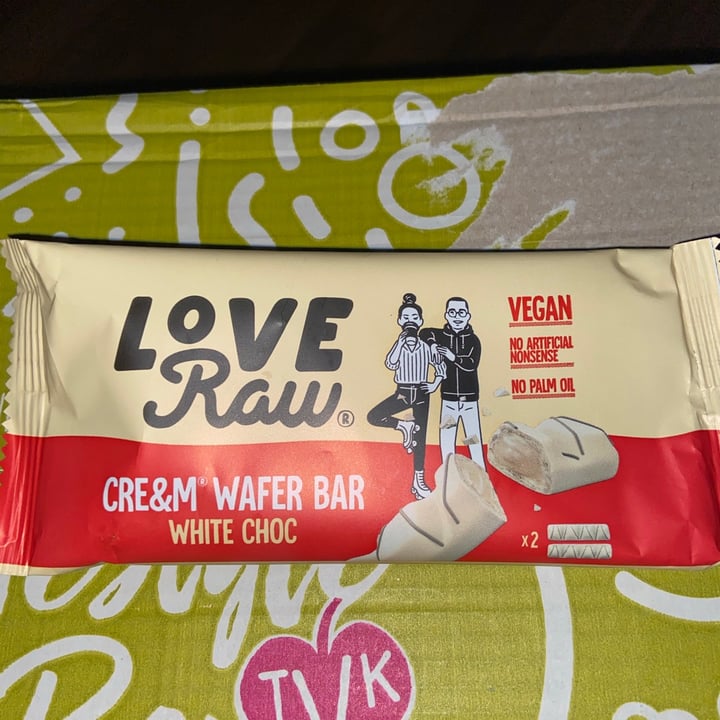 LOVE
Raw®
VEGAN
NO ARTIFICIAL
NONSENSE
NO PALM OIL
CRE&M® WAFER BAR
WHITE CHOC
x2
TVK